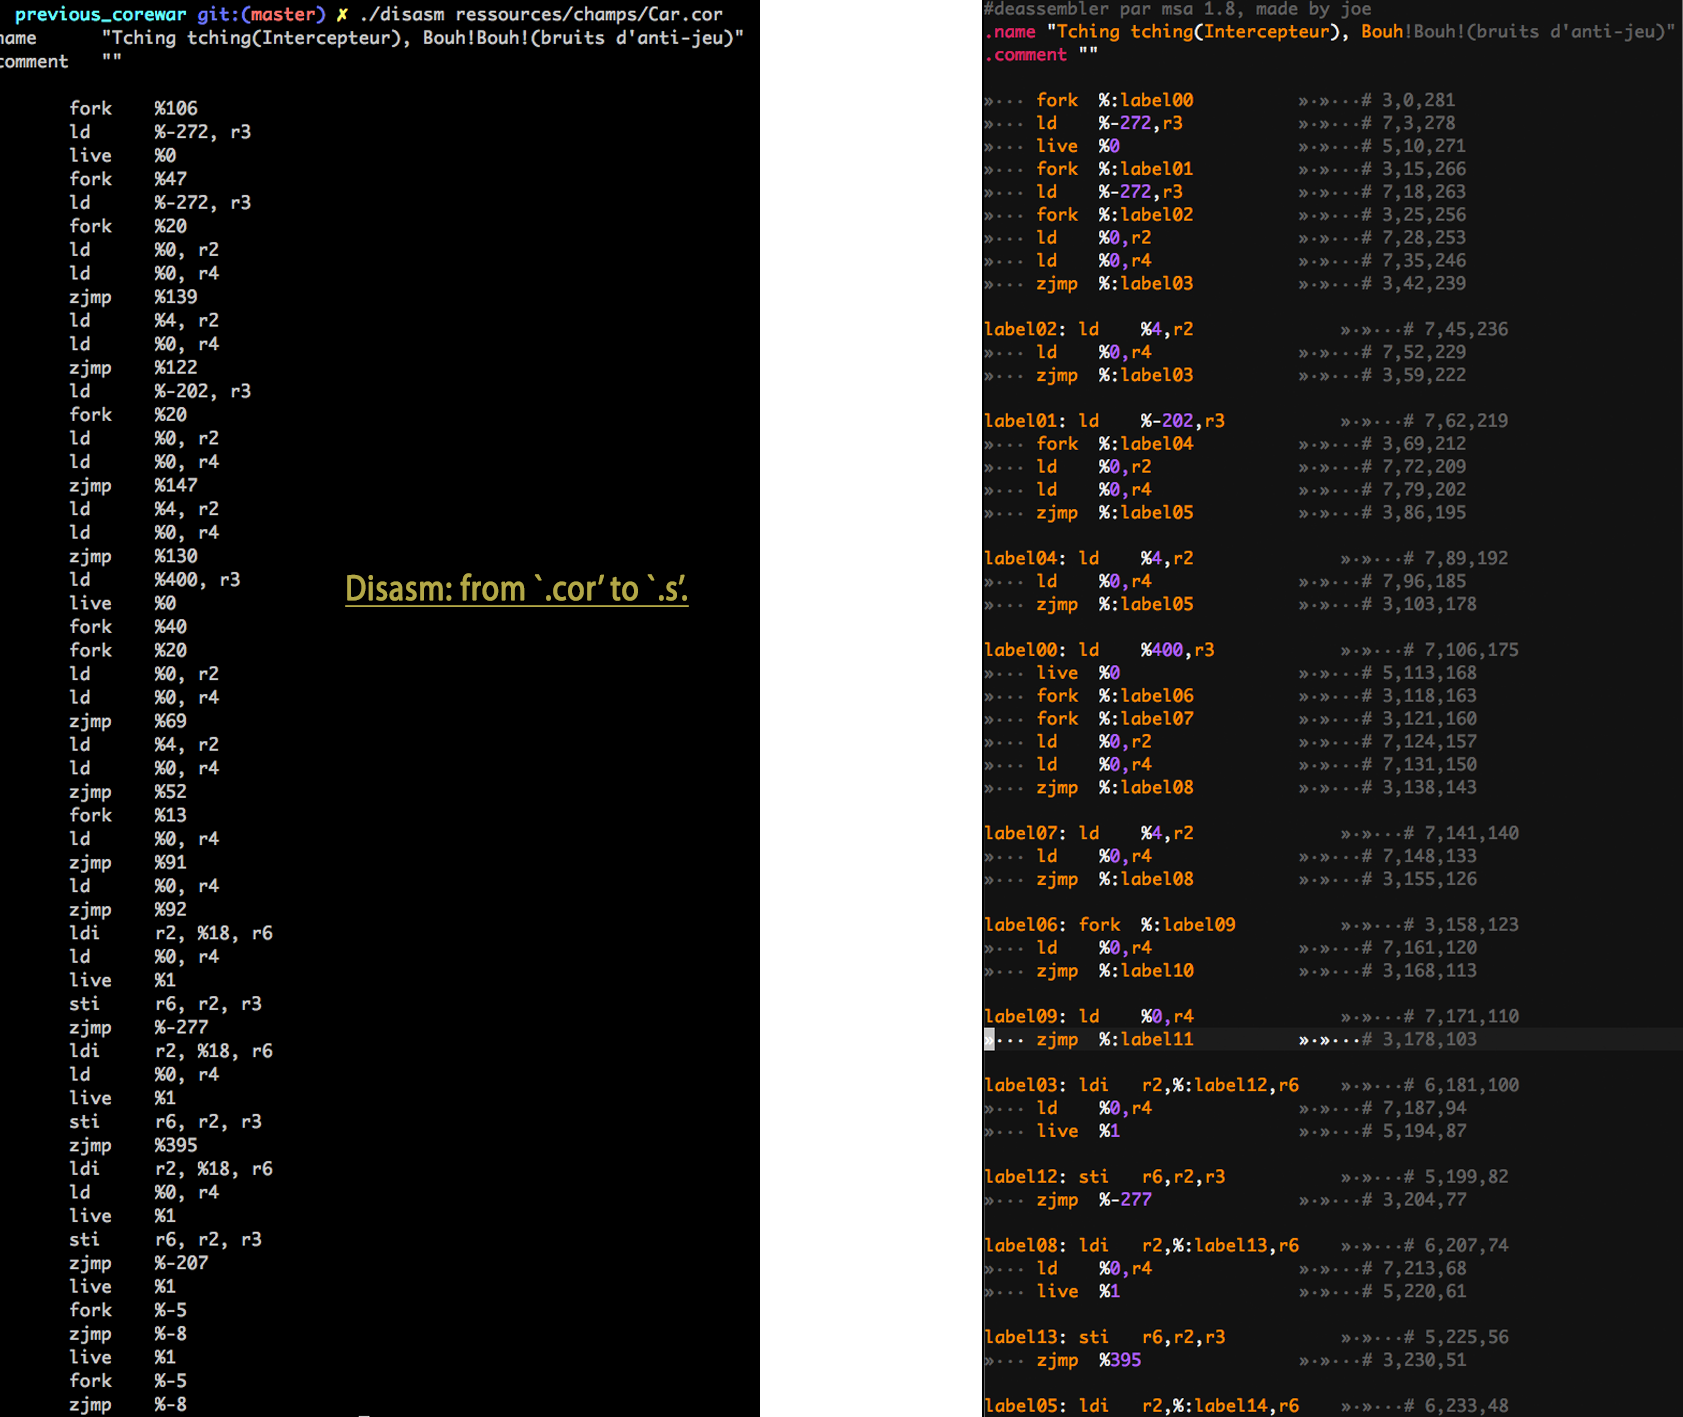 previous_corewar git:(master) ✗ ./disasm ressources/champs/Car.cor
name "Tching tching(Intercepteur), Bouh!Bouh!(bruits d'anti-jeu)"
comment ""
fork %106
ld %-272, r3
live %0
fork %47
ld %-272, r3
fork %20
ld %0, r2
ld %0, r4
zjmp %139
ld %4, r2
ld %0, r4
zjmp %122
ld %-202, r3
fork %20
ld %0, r2
ld %0, r4
zjmp %147
ld %4, r2
ld %0, r4
zjmp %130
ld %400, r3
live %0
fork %40
fork %20
ld %0, r2
ld %0, r4
zjmp %69
ld %4, r2
ld %0, r4
zjmp %52
fork %13
ld %0, r4
zjmp %91
ld %0, r4
zjmp %92
ldi r2, %18, r6
ld %0, r4
live %1
sti r6, r2, r3
zjmp %-277
ldi r2, %18, r6
ld %0, r4
live %1
sti r6, r2, r3
zjmp %395
ldi r2, %18, r6
ld %0, r4
live %1
sti r6, r2, r3
zjmp %-207
live %1
fork %-5
zjmp %-8
live %1
fork %-5
zjmp %-8
Disasm: from `.cor' to `.s'.
#deassembler par msa 1.8, made by joe
.name "Tching tching(Intercepteur), Bouh!Bouh!(bruits d'anti-jeu)"
.comment ""
»··· fork %:label00 »·»···# 3,0,281
»··· ld %-272,r3 »·»···# 7,3,278
»··· live %0 »·»···# 5,10,271
»··· fork %:label01 »·»···# 3,15,266
»··· ld %-272,r3 »·»···# 7,18,263
»··· fork %:label02 »·»···# 3,25,256
»··· ld %0,r2 »·»···# 7,28,253
»··· ld %0,r4 »·»···# 7,35,246
»··· zjmp %:label03 »·»···# 3,42,239
label02: ld %4,r2 »·»···# 7,45,236
»··· ld %0,r4 »·»···# 7,52,229
»··· zjmp %:label03 »·»···# 3,59,222
label01: ld %-202,r3 »·»···# 7,62,219
»··· fork %:label04 »·»···# 3,69,212
»··· ld %0,r2 »·»···# 7,72,209
»··· ld %0,r4 »·»···# 7,79,202
»··· zjmp %:label05 »·»···# 3,86,195
label04: ld %4,r2 »·»···# 7,89,192
»··· ld %0,r4 »·»···# 7,96,185
»··· zjmp %:label05 »·»···# 3,103,178
label00: ld %400,r3 »·»···# 7,106,175
»··· live %0 »·»···# 5,113,168
»··· fork %:label06 »·»···# 3,118,163
»··· fork %:label07 »·»···# 3,121,160
»··· ld %0,r2 »·»···# 7,124,157
»··· ld %0,r4 »·»···# 7,131,150
»··· zjmp %:label08 »·»···# 3,138,143
label07: ld %4,r2 »·»···# 7,141,140
»··· ld %0,r4 »·»···# 7,148,133
»··· zjmp %:label08 »·»···# 3,155,126
label06: fork %:label09 »·»···# 3,158,123
»··· ld %0,r4 »·»···# 7,161,120
»··· zjmp %:label10 »·»···# 3,168,113
label09: ld %0,r4 »·»···# 7,171,110
»··· zjmp %:label11 »·»···# 3,178,103
label03: ldi r2,%:label12,r6 »·»···# 6,181,100
»··· ld %0,r4 »·»···# 7,187,94
»··· live %1 »·»···# 5,194,87
label12: sti r6,r2,r3 »·»···# 5,199,82
»··· zjmp %-277 »·»···# 3,204,77
label08: ldi r2,%:label13,r6 »·»···# 6,207,74
»··· ld %0,r4 »·»···# 7,213,68
»··· live %1 »·»···# 5,220,61
label13: sti r6,r2,r3 »·»···# 5,225,56
»··· zjmp %395 »·»···# 3,230,51
label05: ldi r2,%:label14,r6 »·»···# 6,233,48